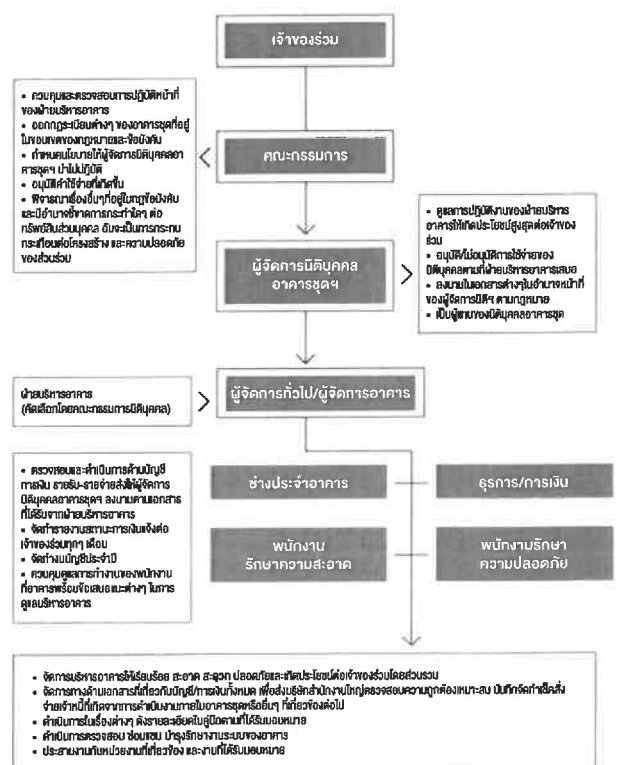 เจ้าของร่วม
• ควบคุมและตรวจสอบการปฏิบัติหน้าที่
ของฝ่ายบริหารอาคาร
• ออกกฎระเบียบต่างๆ ของอาคารชุดที่อยู่
ในขอบเขตของกฎหมายและข้อบังคับ
• กำหนดนโยบายให้ผู้จัดการนิติบุคคลอา
คารชุดฯ นำไปปฏิบัติ
• อนุมัติค่าใช้จ่ายที่เกิดขึ้น
• พิจารณาเรื่องอื่นๆที่อยู่ในกฎข้อบังคับ
และมีอำนาจชี้ขาดการกระทำใดๆ ต่อ
ทรัพย์สินส่วนบุคคล อันจะเป็นการกระทบ
กระเทือนต่อโครงสร้าง และความปลอดภัย
ของส่วนร่วม
คณะกรรมการ
ผู้จัดการนิติบุคคล
อาคารชุดฯ
• ดูแลการปฏิบัติงานของฝ่ายบริหาร
อาคารให้เกิดประโยชน์สูงสุดต่อเจ้าของ
ร่วม
• อนุมัติ/ไม่อนุมัติการใช้จ่ายของ
นิติบุคคลตามที่ฝ่ายบริหารอาคารเสนอ
• ลงนามในเอกสารต่างๆในอำนาจหน้าที่
ของผู้จัดการนิติฯ ตามกฎหมาย
• เป็นผู้แทนของนิติบุคคลอาคารชุด
ฝ่ายบริหารอาคาร
(คัดเลือกโดยคณะกรรมการนิติบุคคล)
ผู้จัดการทั่วไป/ผู้จัดการอาคาร
• ตรวจสอบและดำเนินการด้านบัญชี
การเงิน รายรับ-รายจ่ายส่งให้ผู้จัดการ
นิติบุคคลอาคารชุดฯ ลงนามตามเอกสาร
ที่ได้รับจากฝ่ายบริหารอาคาร
• จัดทำรายงานสถานะการเงินแจ้งต่อ
เจ้าของร่วมทุกๆ เดือน
• จัดทำงบบัญชีประจำปี
• ควบคุมดูแลการทำงานของพนักงาน
ที่อาคารพร้อมข้อเสนอแนะต่างๆ ในการ
ดูแลบริหารอาคาร
ช่างประจำอาคาร
ธุรการ/การเงิน
พนักงาน
รักษาความสะอาด
พนักงานรักษา
ความปลอดภัย
• จัดการบริหารอาคารให้เรียบร้อย สะอาด สะดวก ปลอดภัยและเกิดประโยชน์ต่อเจ้าของร่วมโดยส่วนรวม
• จัดการทางด้านเอกสารที่เกี่ยวกับบัญชี/การเงินทั้งหมด เพื่อส่งบริษัทสำนักงานใหญ่ตรวจสอบความถูกต้องเหมาะสม บันทึกจัดทำเช็คสั่ง
จ่ายเจ้าหนี้ที่เกิดจากการดำเนินงานภายในอาคารชุดหรืออื่นๆ ที่เกี่ยวข้องต่อไป
• ดำเนินการในเรื่องต่างๆ ดังรายละเอียดในคู่มือตามที่ได้รับมอบหมาย
• ดำเนินการตรวจสอบ ซ่อมแซม บำรุงรักษางานระบบของอาคาร
• ประสานงานกับหน่วยงานที่เกี่ยวข้อง และงานที่ได้รับมอบหมาย